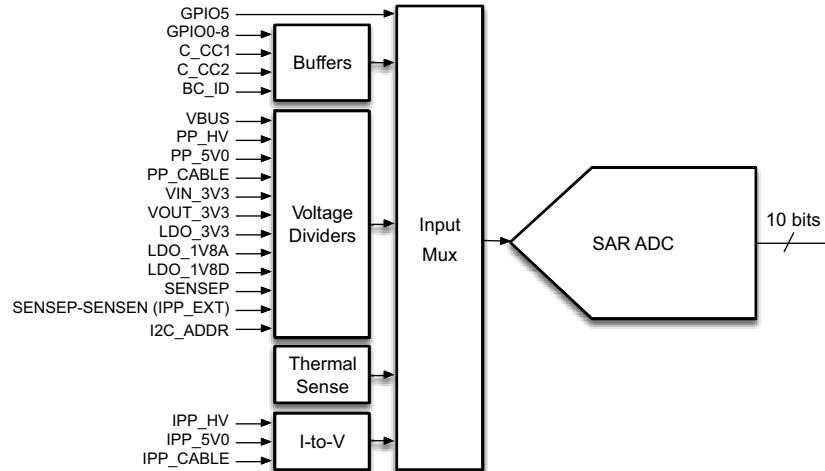 GPIO5
GPIO0-8
C_CC1
C_CC2
BC_ID
Buffers
VBUS
PP_HV
PP_5V0
PP_CABLE
VIN_3V3
VOUT_3V3
LDO_3V3
LDO_1V8A
LDO_1V8D
SENSEP
SENSEP-SENSEN (IPP_EXT)
I2C_ADDR
Voltage
Dividers
Thermal
Sense
IPP_HV
IPP_5V0
IPP_CABLE
I-to-V
Input
Mux
SAR ADC
10 bits